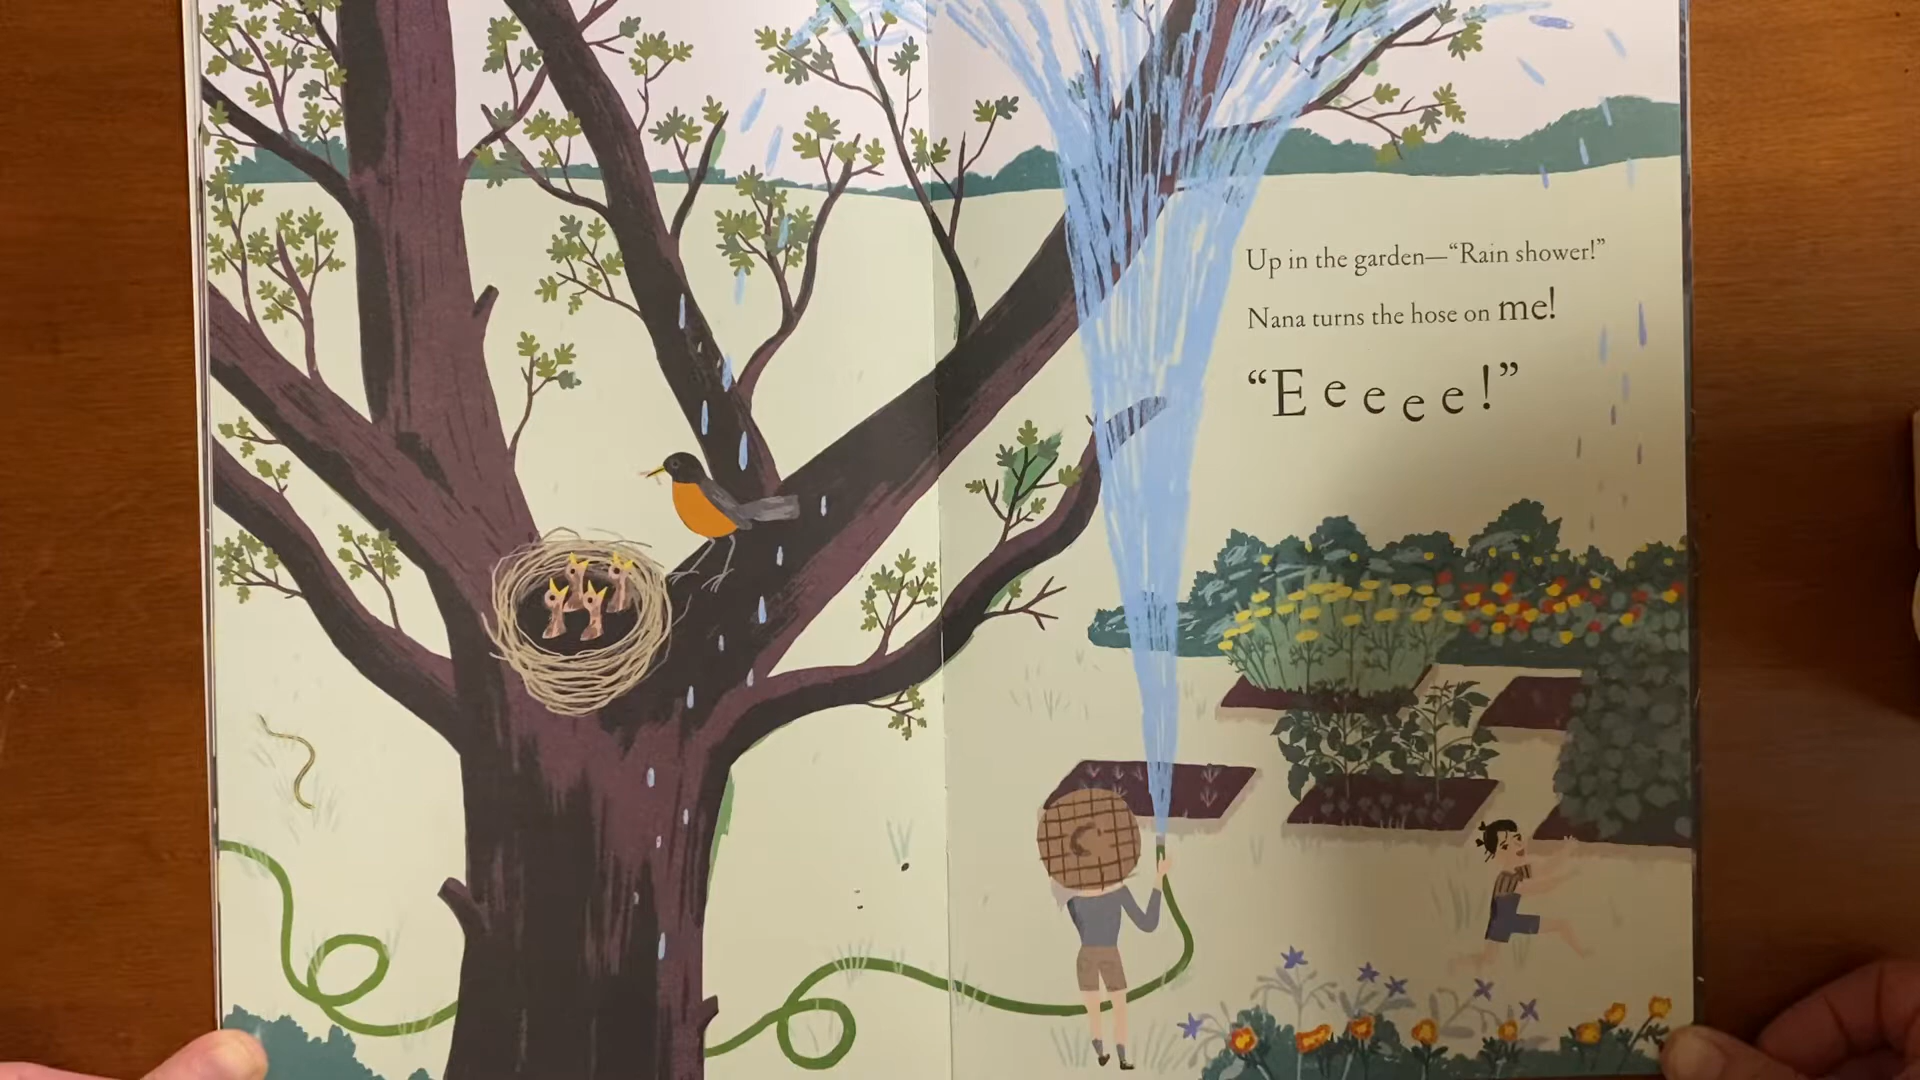 Up in the garden—“Rain shower!”
Nana turns the hose on me!
“Eeeee!”